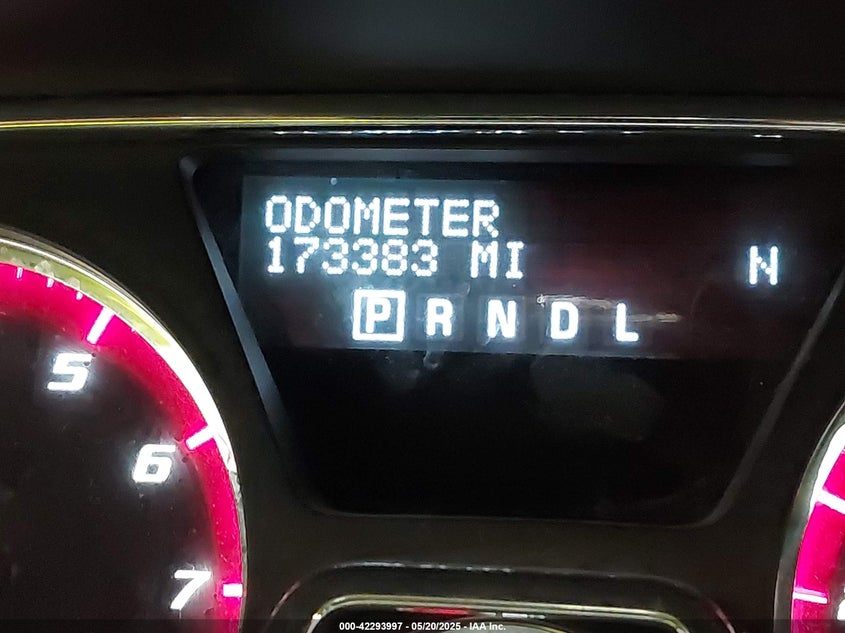 ODOMETER
173383 MI
N
P R N D L
5
6
7
000-42293997 - 05/20/2025 - IAA Inc.